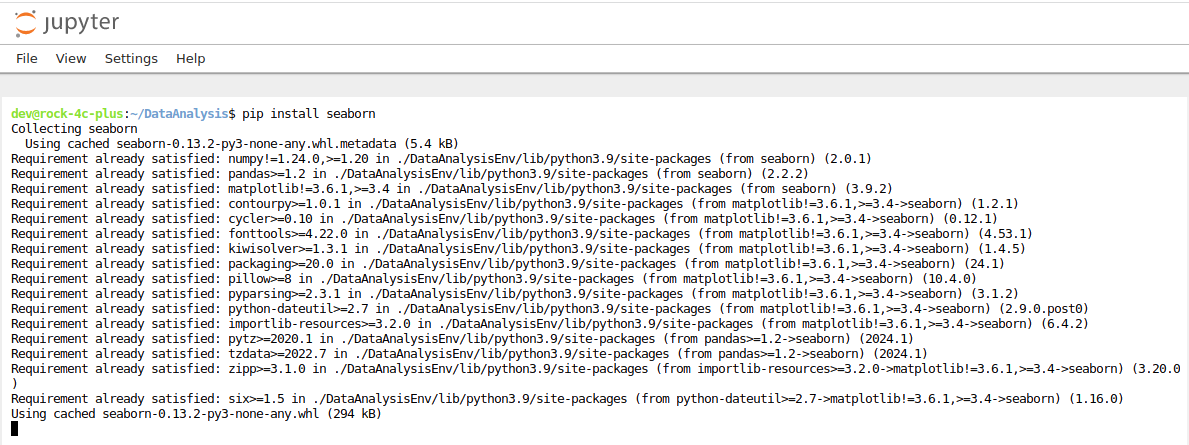 jupyter
File View Settings Help
dev@rock-4c-plus:~/DataAnalysis$ pip install seaborn
Collecting seaborn
  Using cached seaborn-0.13.2-py3-none-any.whl.metadata (5.4 kB)
Requirement already satisfied: numpy!=1.24.0,>=1.20 in ./DataAnalysisEnv/lib/python3.9/site-packages (from seaborn) (2.0.1)
Requirement already satisfied: pandas>=1.2 in ./DataAnalysisEnv/lib/python3.9/site-packages (from seaborn) (2.2.2)
Requirement already satisfied: matplotlib!=3.6.1,>=3.4 in ./DataAnalysisEnv/lib/python3.9/site-packages (from seaborn) (3.9.2)
Requirement already satisfied: contourpy>=1.0.1 in ./DataAnalysisEnv/lib/python3.9/site-packages (from matplotlib!=3.6.1,>=3.4->seaborn) (1.2.1)
Requirement already satisfied: cycler>=0.10 in ./DataAnalysisEnv/lib/python3.9/site-packages (from matplotlib!=3.6.1,>=3.4->seaborn) (0.12.1)
Requirement already satisfied: fonttools>=4.22.0 in ./DataAnalysisEnv/lib/python3.9/site-packages (from matplotlib!=3.6.1,>=3.4->seaborn) (4.53.1)
Requirement already satisfied: kiwisolver>=1.3.1 in ./DataAnalysisEnv/lib/python3.9/site-packages (from matplotlib!=3.6.1,>=3.4->seaborn) (1.4.5)
Requirement already satisfied: packaging>=20.0 in ./DataAnalysisEnv/lib/python3.9/site-packages (from matplotlib!=3.6.1,>=3.4->seaborn) (24.1)
Requirement already satisfied: pillow>=8 in ./DataAnalysisEnv/lib/python3.9/site-packages (from matplotlib!=3.6.1,>=3.4->seaborn) (10.4.0)
Requirement already satisfied: pyparsing>=2.3.1 in ./DataAnalysisEnv/lib/python3.9/site-packages (from matplotlib!=3.6.1,>=3.4->seaborn) (3.1.2)
Requirement already satisfied: python-dateutil>=2.7 in ./DataAnalysisEnv/lib/python3.9/site-packages (from matplotlib!=3.6.1,>=3.4->seaborn) (2.9.0.post0)
Requirement already satisfied: importlib-resources>=3.2.0 in ./DataAnalysisEnv/lib/python3.9/site-packages (from matplotlib!=3.6.1,>=3.4->seaborn) (6.4.2)
Requirement already satisfied: pytz>=2020.1 in ./DataAnalysisEnv/lib/python3.9/site-packages (from pandas>=1.2->seaborn) (2024.1)
Requirement already satisfied: tzdata>=2022.7 in ./DataAnalysisEnv/lib/python3.9/site-packages (from pandas>=1.2->seaborn) (2024.1)
Requirement already satisfied: zipp>=3.1.0 in ./DataAnalysisEnv/lib/python3.9/site-packages (from importlib-resources>=3.2.0->matplotlib!=3.6.1,>=3.4->seaborn) (3.20.0
)
Requirement already satisfied: six>=1.5 in ./DataAnalysisEnv/lib/python3.9/site-packages (from python-dateutil>=2.7->matplotlib!=3.6.1,>=3.4->seaborn) (1.16.0)
Using cached seaborn-0.13.2-py3-none-any.whl (294 kB)